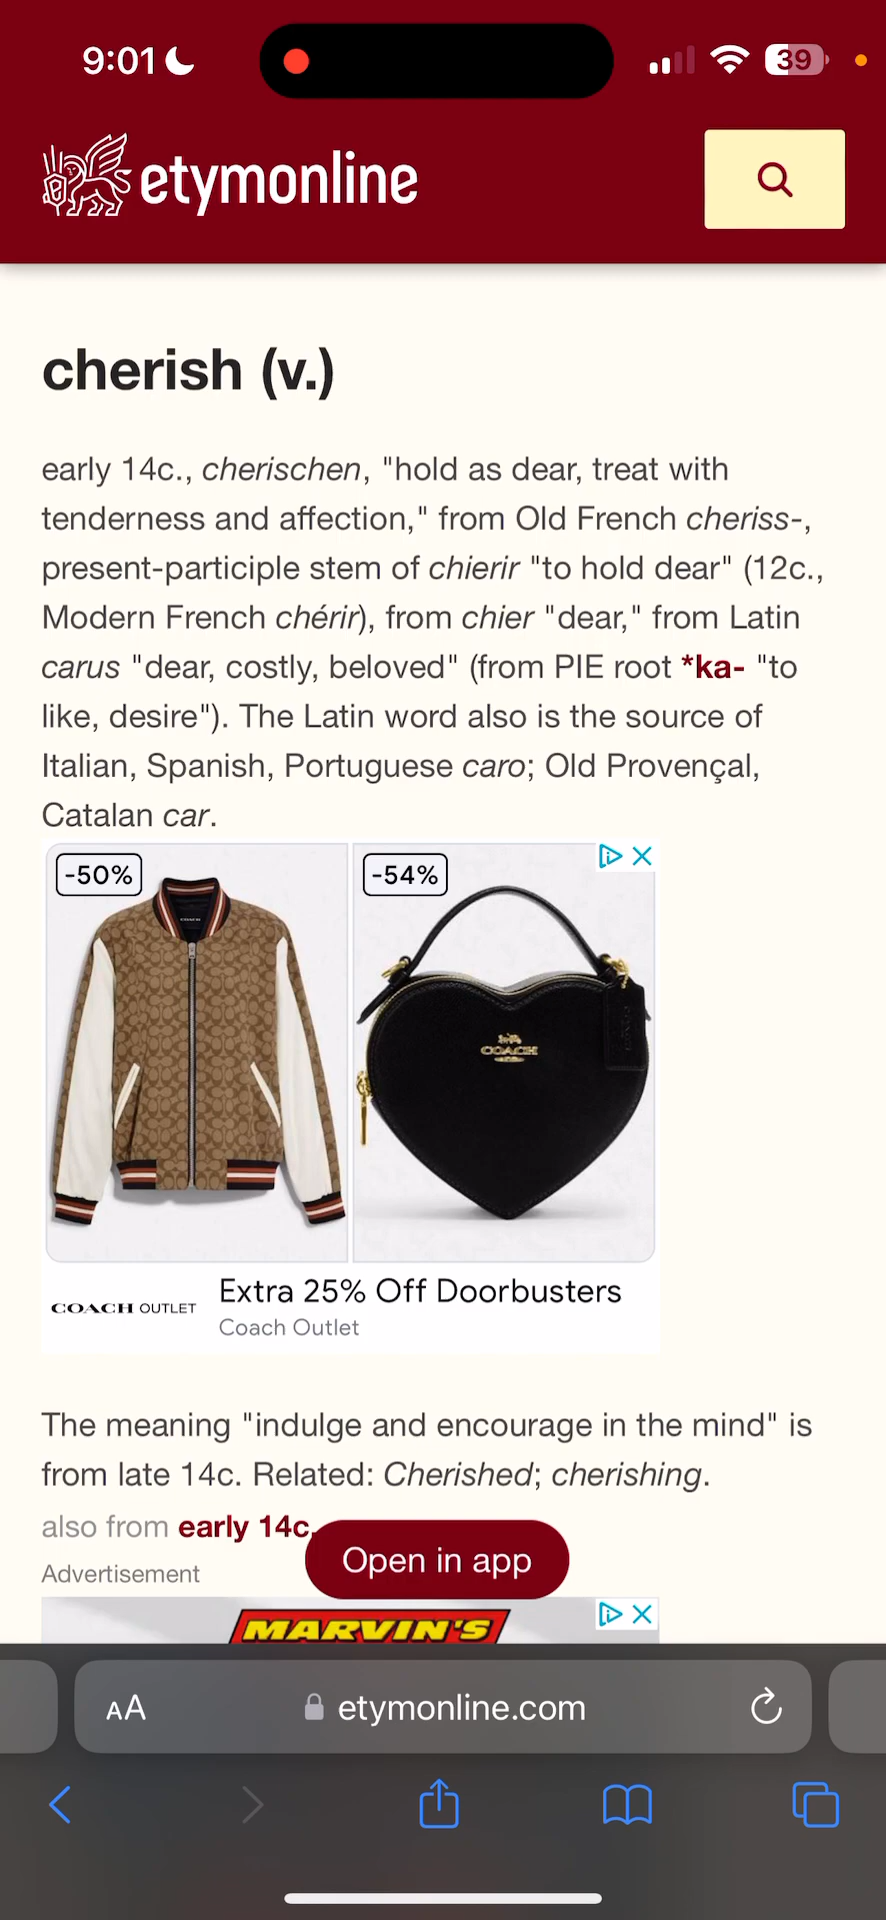 9:01
39
etymonline
cherish (v.)
early 14c., cherischen, "hold as dear, treat with
tenderness and affection," from Old French cheriss-,
present-participle stem of chierir "to hold dear" (12c.,
Modern French chérir), from chier "dear," from Latin
carus "dear, costly, beloved" (from PIE root *ka- "to
like, desire"). The Latin word also is the source of
Italian, Spanish, Portuguese caro; Old Provençal,
Catalan car.
-50%
-54%
COACH
COACH
COACH
Extra 25% Off Doorbusters
COACH OUTLET
Coach Outlet
The meaning "indulge and encourage in the mind" is
from late 14c. Related: Cherished; cherishing.
also from early 14c.
Open in app
Advertisement
MARVIN'S
AA
etymonline.com